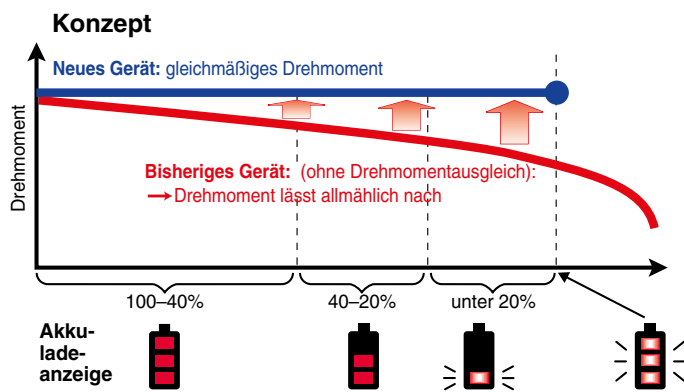 Konzept
Neues Gerät: gleichmäßiges Drehmoment
Drehmoment
Bisheriges Gerät: (ohne Drehmomentausgleich):
→Drehmoment lässt allmählich nach
100–40%
40–20%
unter 20%
Akku-
lade-
anzeige